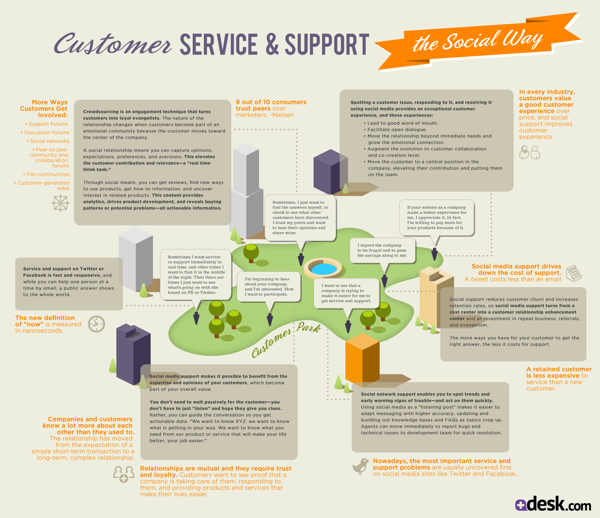 Customer SERVICE & SUPPORT
the Social Way
More Ways
Customers Get
Involved:
• Support forums
• Discussion forums
• Social networks
• Peer-to-peer
community and
collaboration
forums
• Fan communities
• Customer-generated
wikis
Crowdsourcing is an engagement technique that turns
customers into loyal evangelists. The nature of the
relationship changes when customers become part of an
emotional community because the customer moves toward
the center of the company.
A social relationship means you can capture opinions,
expectations, preferences, and aversions. This elevates
the customer contribution and relevance—a "real time
think tank."
Through social means, you can get reviews, find new ways
to use products, get how-to information, and uncover
interest in related products. This content provides
analytics, drives product development, and reveals buying
patterns or potential problems—all actionable information.
9 out of 10 consumers
trust peers over
marketers, –Nielsen
Spotting a customer issue, responding to it, and resolving it
using social media provides an exceptional customer
experience, and those experiences:
• Lead to good word of mouth.
• Facilitate open dialogue.
• Move the relationship beyond immediate needs and
grow the emotional connection.
• Augment the evolution to customer collaboration
and co-creation level.
• Move the customer to a central position in the
company, elevating their contribution and putting them
on the team.
In every industry,
customers value
a good customer
experience over
price, and social
support improves
customer
experience.
Sometimes, I just want to
find the answers myself, or
check to see what other
customers have discovered.
I trust my peers and want
to hear their opinions and
share mine.
If your actions as a company
make a better experience for
me, I appreciate it. In fact,
I'm willing to pay more for
your products because of it.
Sometimes I want service
or support immediately in
real time, and other times I
want to find it in the middle
of the night. Then there are
times I just want to see
what's going on with the
brand on FB or Twitter.
I expect the company
to be frugal and to pass
the savings along to me.
I'm beginning to hear
about your company,
and I'm interested. Now
I want to participate.
I want to see that a
company is trying to
make it easier for me to
get service and support.
Customer Park
Service and support on Twitter or
Facebook is fast and responsive, and
while you can help one person at a
time by email, a public answer shows
to the whole world.
The new definition
of "now" is measured
in nanoseconds.
Social media support drives
down the cost of support.
A tweet costs less than an email
Social support reduces customer churn and increases
retention rates, so social media support turns from a
cost center into a customer relationship enhancement
center and an investment in repeat business, referrals,
and evangelism.
The more ways you have for your customer to get the
right answer, the less it costs for support.
A retained customer
is less expensive to
service than a new
customer.
Social media support makes it possible to benefit from the
expertise and opinions of your customers, which become
part of your overall value.
You don't need to wait passively for the customer—you
don't have to just "listen" and hope they give you clues.
Rather, you can guide the conversation so you get
actionable data. "We want to know XYZ; we want to know
what is getting in your way. We want to know what you
need from our product or service that will make your life
better, your job easier."
Companies and customers
know a lot more about each
other than they used to.
The relationship has moved
from the expectation of a
simple short-term transaction to a
long-term, complex relationship.
Relationships are mutual and they require trust
and loyalty. Customers want to see proof that a
company is taking care of them, responding to
them, and providing products and services that
make their lives easier.
Social network support enables you to spot trends and
early warning signs of trouble—and act on them quickly.
Using social media as a "listening post" makes it easier to
adapt messaging with higher accuracy, updating and
building out knowledge bases and FAQs as topics crop up.
Agents can move immediately to report bugs and
technical issues to development team for quick resolution.
Nowadays, the most important service and
support problems are usually uncovered first
on social media sites like Twitter and Facebook.
desk.com